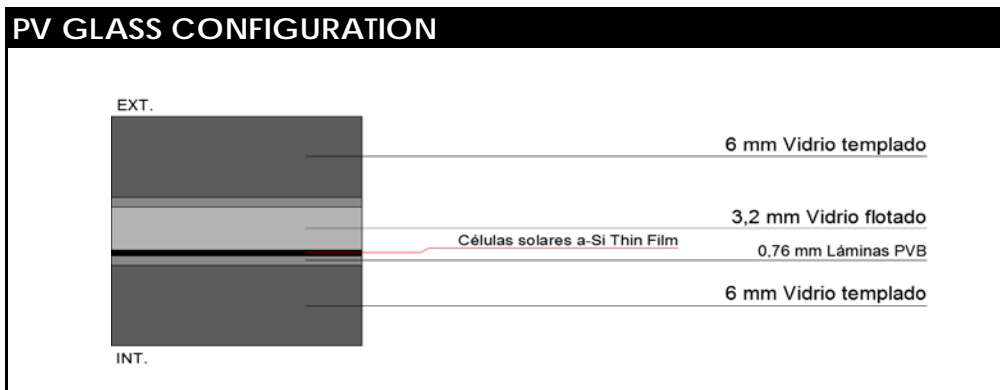 PV GLASS CONFIGURATION
EXT.
6 mm Vidrio templado
3,2 mm Vidrio flotado
Células solares a-Si Thin Film
0,76 mm Láminas PVB
6 mm Vidrio templado
INT.